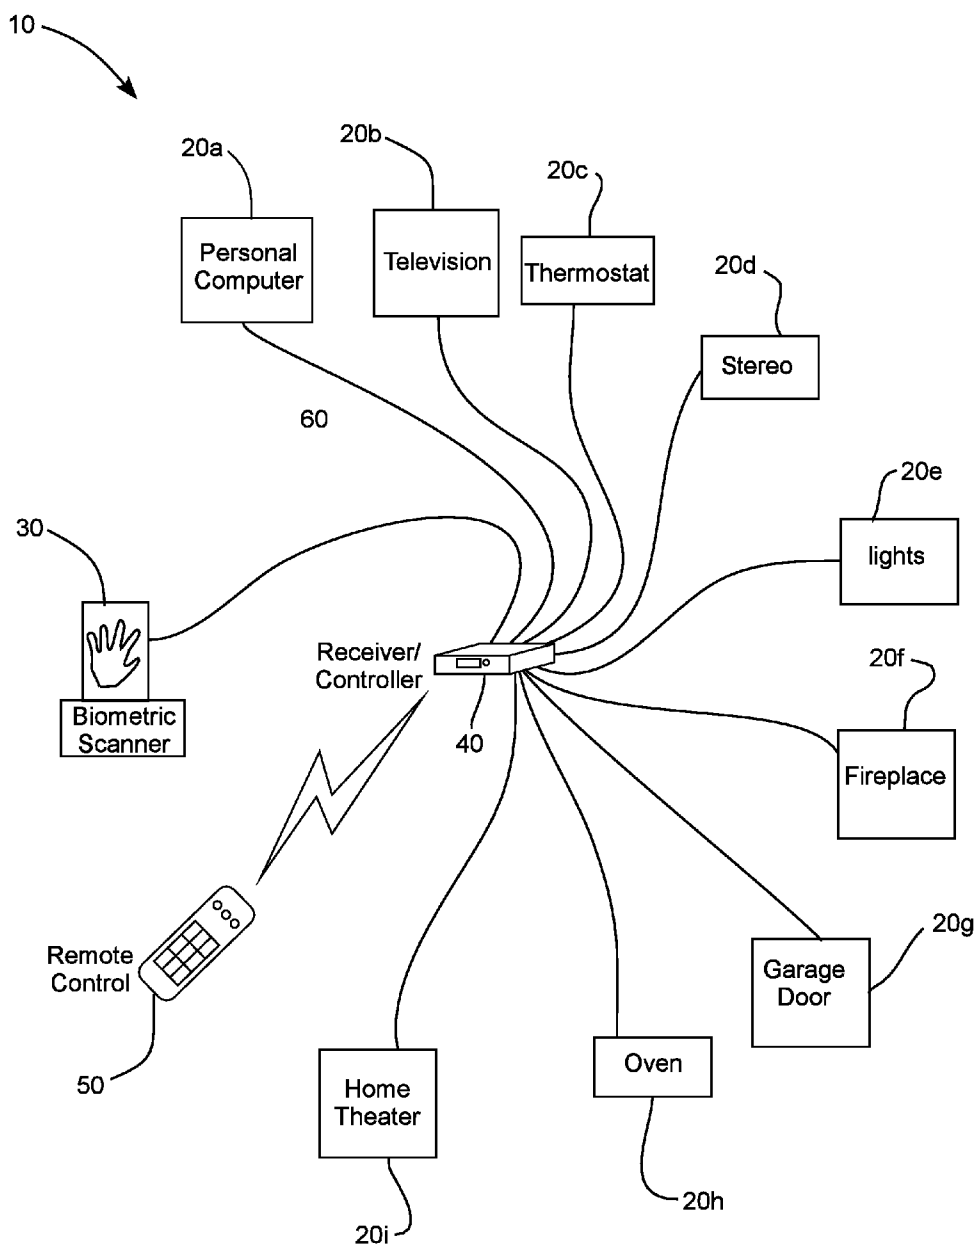 10
20a
20b
20c
20d
Personal
Computer
Television
Thermostat
Stereo
60
20e
lights
30
Biometric
Scanner
Receiver/
Controller
40
20f
Fireplace
20g
Garage
Door
Remote
Control
50
Home
Theater
Oven
20h
20i